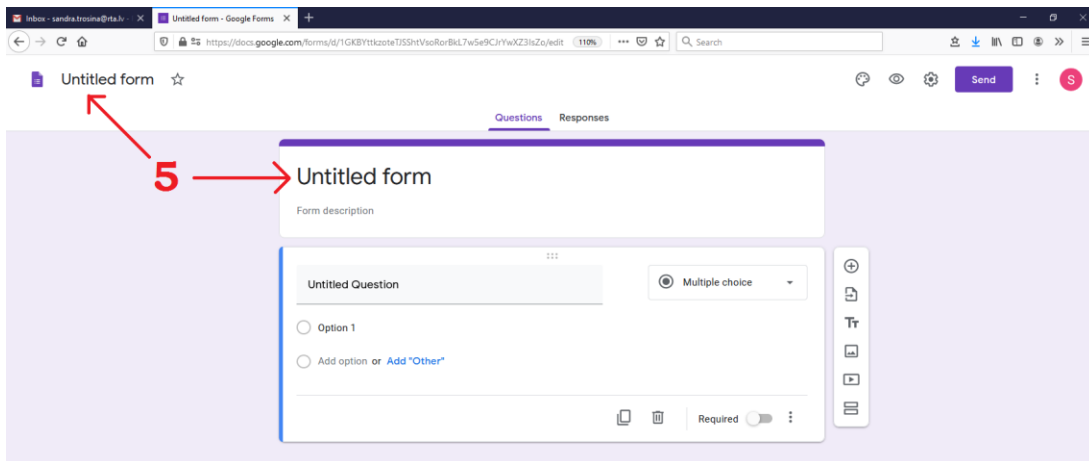 Inbox - sandra.trosina@rta.lv -
Untitled form - Google Forms
https://docs.google.com/forms/d/1GKBYttkzoteTJSShtVsoRorBkL7wSe9CJrYwXZ3IsZo/edit 110% Search
Untitled form Send S
Questions Responses
5
Untitled form
Form description
Untitled Question Multiple choice
Option 1
Add option or Add "Other"
Required